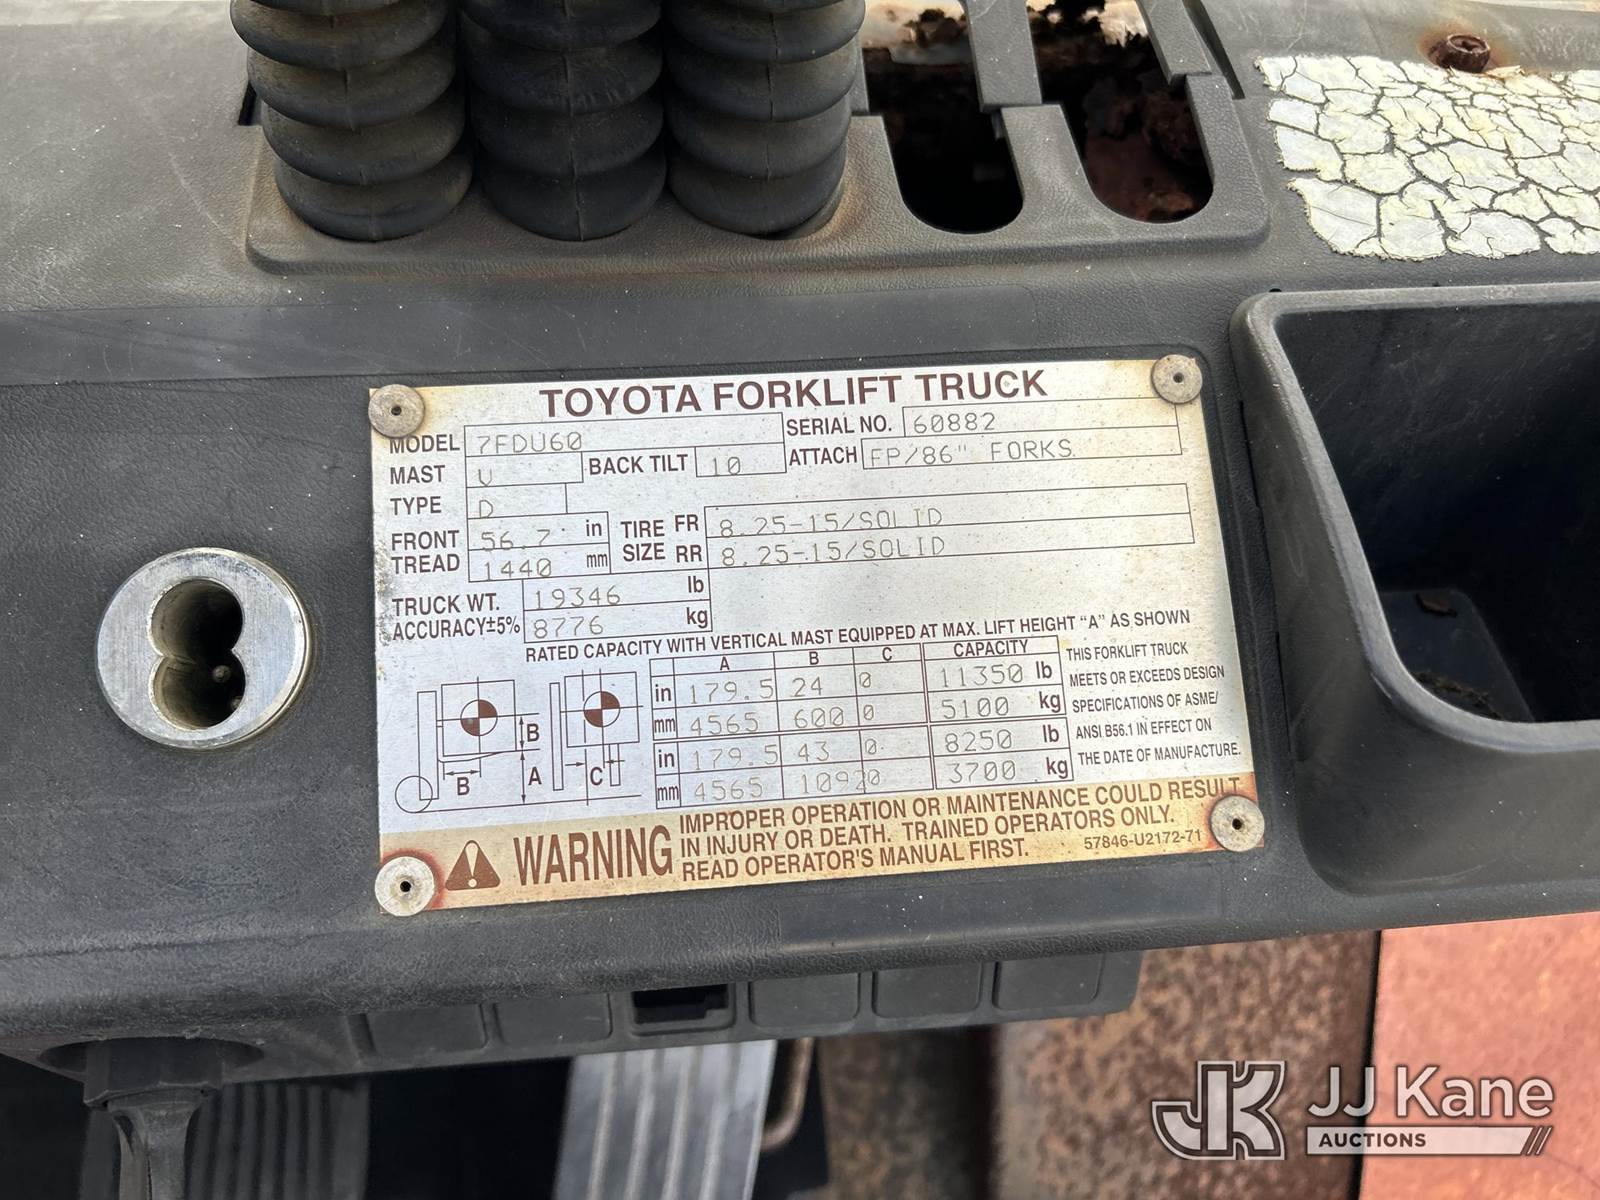 TOYOTA FORKLIFT TRUCK
MODEL 7FDU60 SERIAL NO. 60882
MAST V BACK TILT 10 ATTACH FP/86" FORKS
TYPE D
FRONT TREAD 56.7 in 1440 mm
TIRE SIZE FR 8.25-15/SOLID
RR 8.25-15/SOLID
TRUCK WT. 19346 lb
ACCURACY±5% 8776 kg
RATED CAPACITY WITH VERTICAL MAST EQUIPPED AT MAX. LIFT HEIGHT "A" AS SHOWN
A B C CAPACITY
in 179.5 24 0 11350 lb
mm 4565 600 0 5100 kg
in 179.5 43 0 8250 lb
mm 4565 1092 0 3700 kg
B A B C
THIS FORKLIFT TRUCK
MEETS OR EXCEEDS DESIGN
SPECIFICATIONS OF ASME/
ANSI B56.1 IN EFFECT ON
THE DATE OF MANUFACTURE.
WARNING
IMPROPER OPERATION OR MAINTENANCE COULD RESULT
IN INJURY OR DEATH. TRAINED OPERATORS ONLY.
READ OPERATOR'S MANUAL FIRST.
57846-U2172-71
JK JJ Kane
AUCTIONS